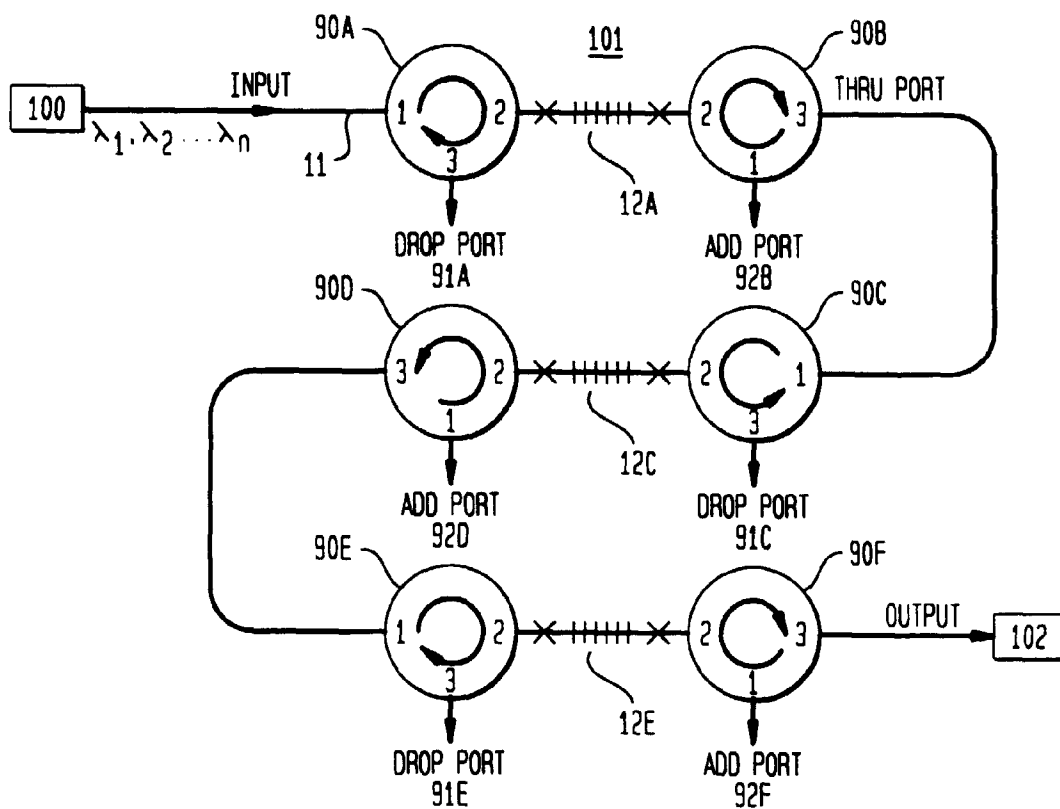 90A
101
90B
100
INPUT
1
2
3
2
3
1
THRU PORT
λ1, λ2 ... λn
11
12A
DROP PORT
91A
ADD PORT
92B
90D
90C
3
2
1
2
1
3
12C
ADD PORT
92D
DROP PORT
91C
90E
90F
1
2
3
2
3
1
OUTPUT
102
12E
DROP PORT
91E
ADD PORT
92F